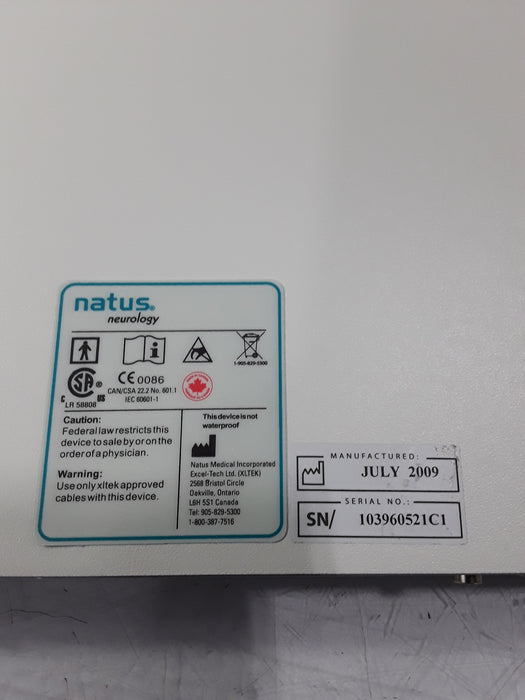 natus®
neurology
1-905-829-5300
SA®
C US
LR 58808
CE 0086
CAN/CSA 22.2 No. 601.1
IEC 60601-1
Caution:
Federal law restricts this
device to sale by or on the
order of a physician.
Warning:
Use only xltek approved
cables with this device.
This device is not
waterproof
Natus Medical Incorporated
Excel-Tech Ltd. (XLTEK)
2568 Bristol Circle
Oakville, Ontario
L6H 5S1 Canada
Tel: 905-829-5300
1-800-387-7516
MANUFACTURED:
JULY 2009
SERIAL NO.:
SN/ 103960521C1